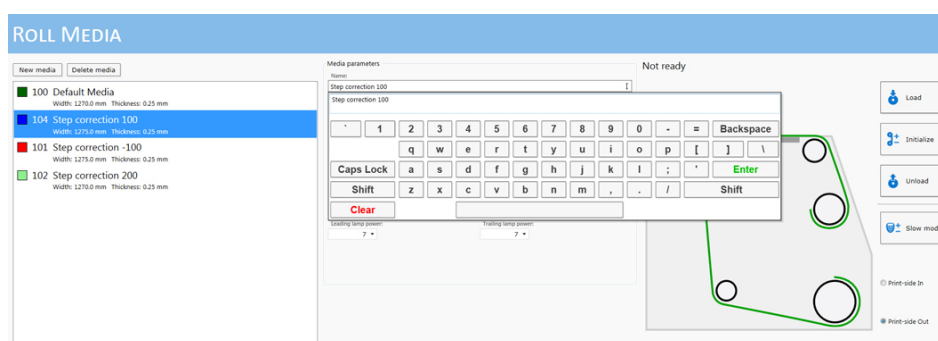 ROLL MEDIA
New media Delete media
100 Default Media
Width: 1270.0 mm Thickness: 0.25 mm
104 Step correction 100
Width: 1275.0 mm Thickness: 0.25 mm
101 Step correction -100
Width: 1275.0 mm Thickness: 0.25 mm
102 Step correction 200
Width: 1270.0 mm Thickness: 0.25 mm
Media parameters
Name:
Step correction 100
Step correction 100
` 1 2 3 4 5 6 7 8 9 0 - = Backspace
q w e r t y u i o p [ ] \
Caps Lock a s d f g h j k l ; ' Enter
Shift z x c v b n m , . / Shift
Clear
Leading lamp power: Trailing lamp power:
7 7
Not ready
Load
Initialize
Unload
Slow mod
Print-side In
Print-side Out